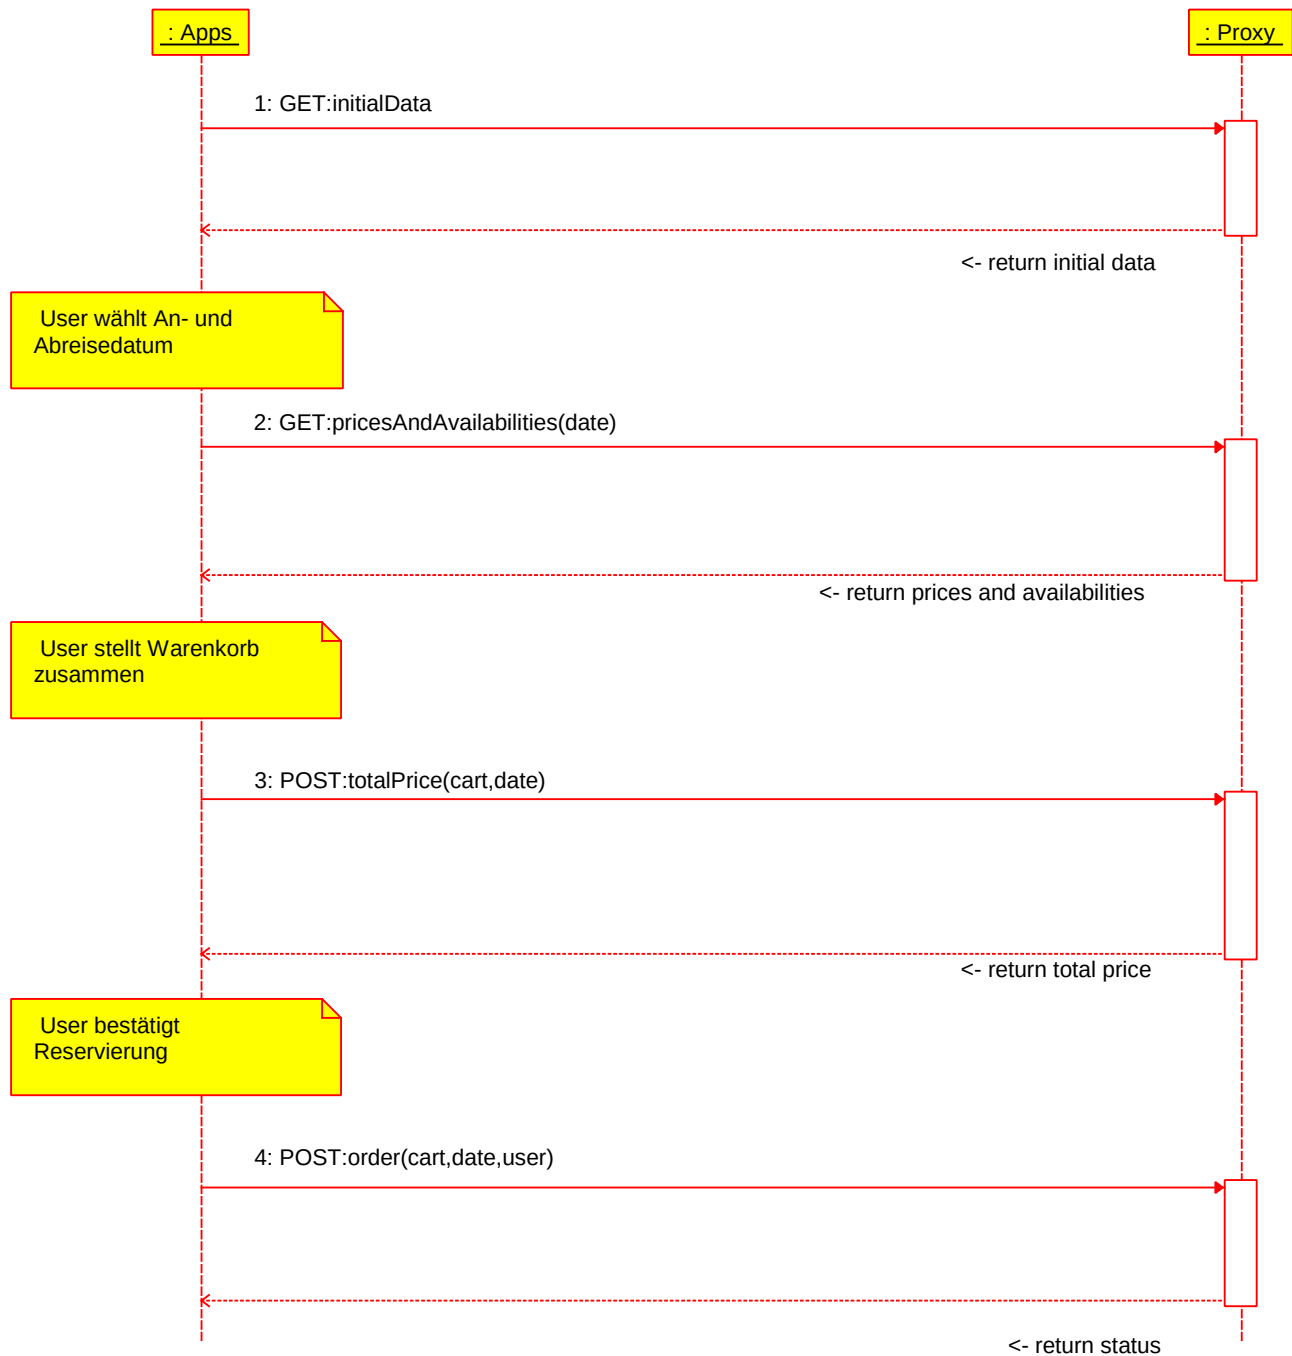 : Apps
: Proxy
1: GET:initialData
<- return initial data
User wählt An- und
Abreisedatum
2: GET:pricesAndAvailabilities(date)
<- return prices and availabilities
User stellt Warenkorb
zusammen
3: POST:totalPrice(cart,date)
<- return total price
User bestätigt
Reservierung
4: POST:order(cart,date,user)
<- return status